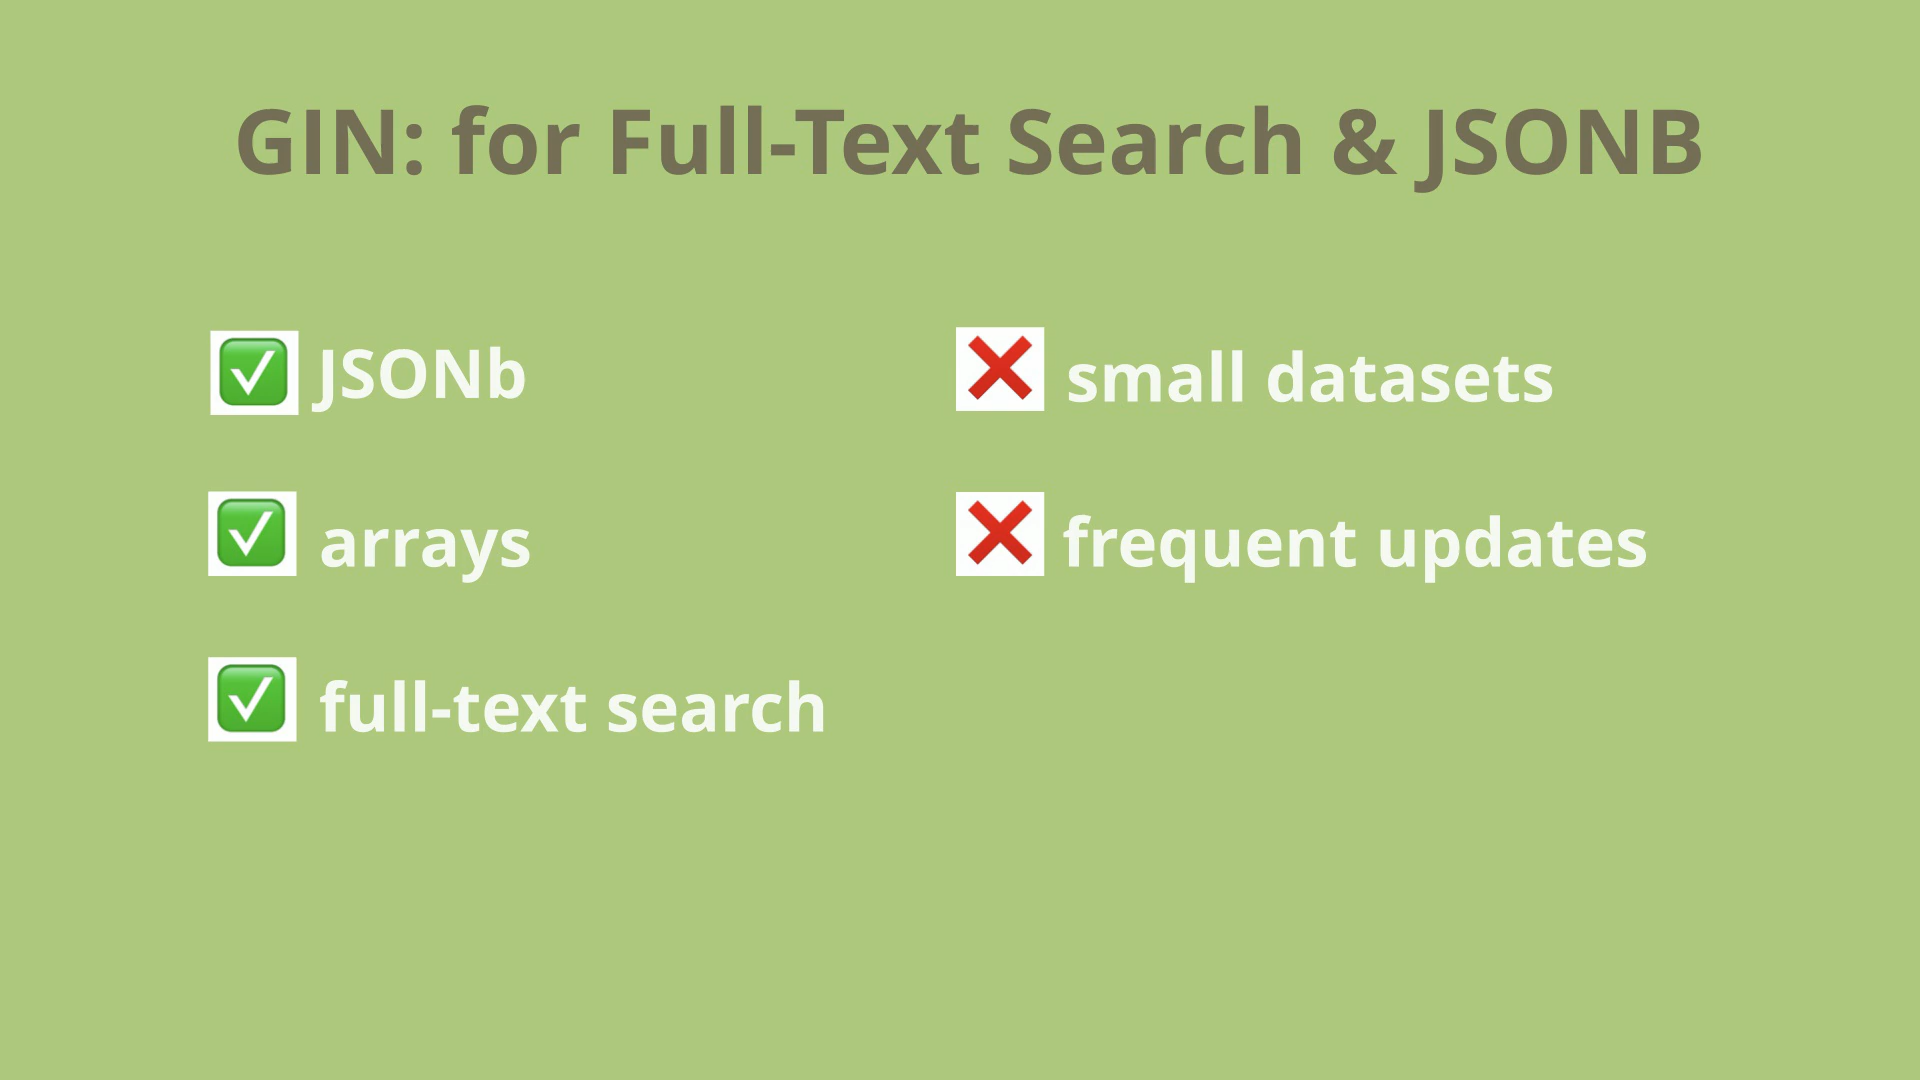 GIN: for Full-Text Search & JSONB
✅ JSONb
✅ arrays
✅ full-text search
❌ small datasets
❌ frequent updates